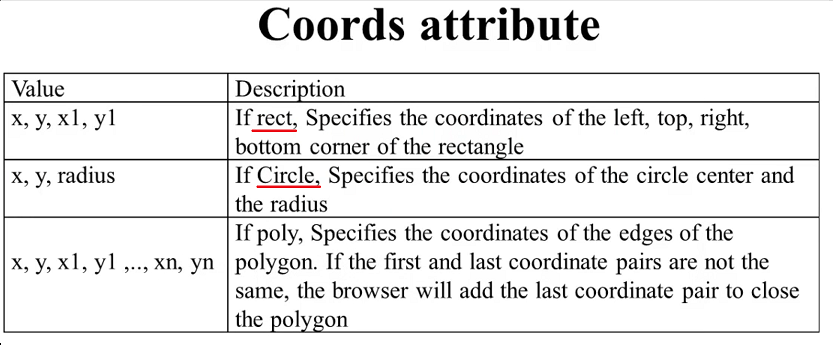 Coords attribute
Value
Description
x, y, x1, y1
If rect, Specifies the coordinates of the left, top, right,
bottom corner of the rectangle
x, y, radius
If Circle, Specifies the coordinates of the circle center and
the radius
x, y, x1, y1 ,.., xn, yn
If poly, Specifies the coordinates of the edges of the
polygon. If the first and last coordinate pairs are not the
same, the browser will add the last coordinate pair to close
the polygon